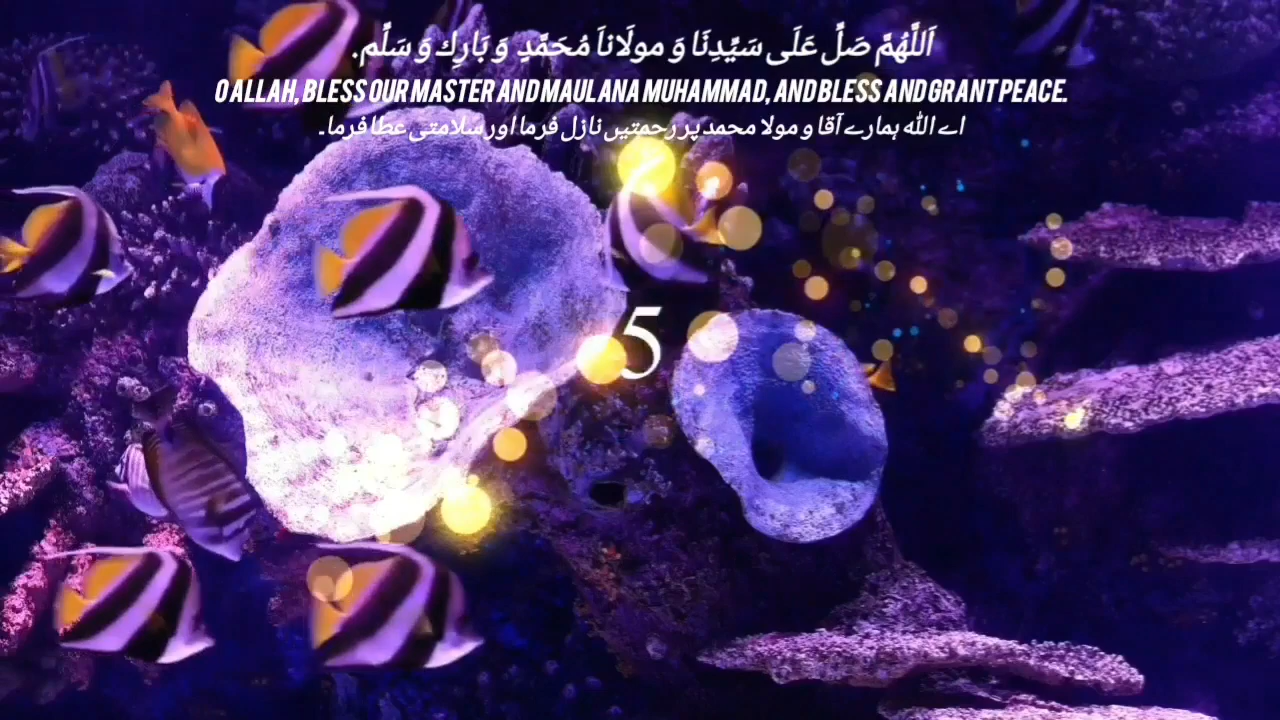 اَللّٰهُمَّ صَلِّ عَلَى سَيِّدِنَا وَ مولَاناَ مُحَمَّدٍ وَ بَارِك وَ سَلِّم.
O ALLAH, BLESS OUR MASTER AND MAULANA MUHAMMAD, AND BLESS AND GRANT PEACE.
اے اللہ ہمارے آقا و مولا محمد پر رحمتیں نازل فرما اور سلامتی عطا فرما۔
5